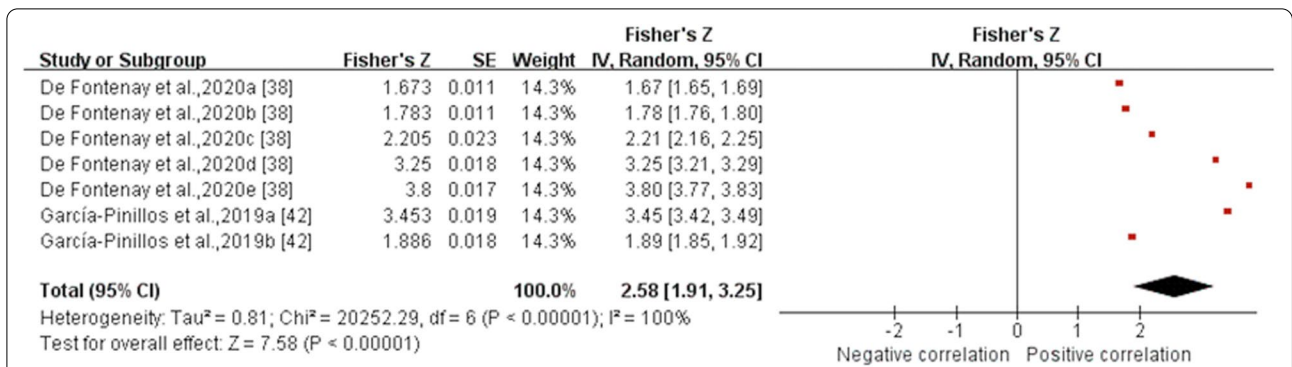 Fisher's Z Fisher's Z
Study or Subgroup Fisher's Z SE Weight IV, Random, 95% CI IV, Random, 95% CI
De Fontenay et al.,2020a [38] 1.673 0.011 14.3% 1.67 [1.65, 1.69]
De Fontenay et al.,2020b [38] 1.783 0.011 14.3% 1.78 [1.76, 1.80]
De Fontenay et al.,2020c [38] 2.205 0.023 14.3% 2.21 [2.16, 2.25]
De Fontenay et al.,2020d [38] 3.25 0.018 14.3% 3.25 [3.21, 3.29]
De Fontenay et al.,2020e [38] 3.8 0.017 14.3% 3.80 [3.77, 3.83]
García-Pinillos et al.,2019a [42] 3.453 0.019 14.3% 3.45 [3.42, 3.49]
García-Pinillos et al.,2019b [42] 1.886 0.018 14.3% 1.89 [1.85, 1.92]
Total (95% CI) 100.0% 2.58 [1.91, 3.25]
Heterogeneity: Tau² = 0.81; Chi² = 20252.29, df = 6 (P < 0.00001); I² = 100%
Test for overall effect: Z = 7.58 (P < 0.00001)
-2 -1 0 1 2
Negative correlation Positive correlation